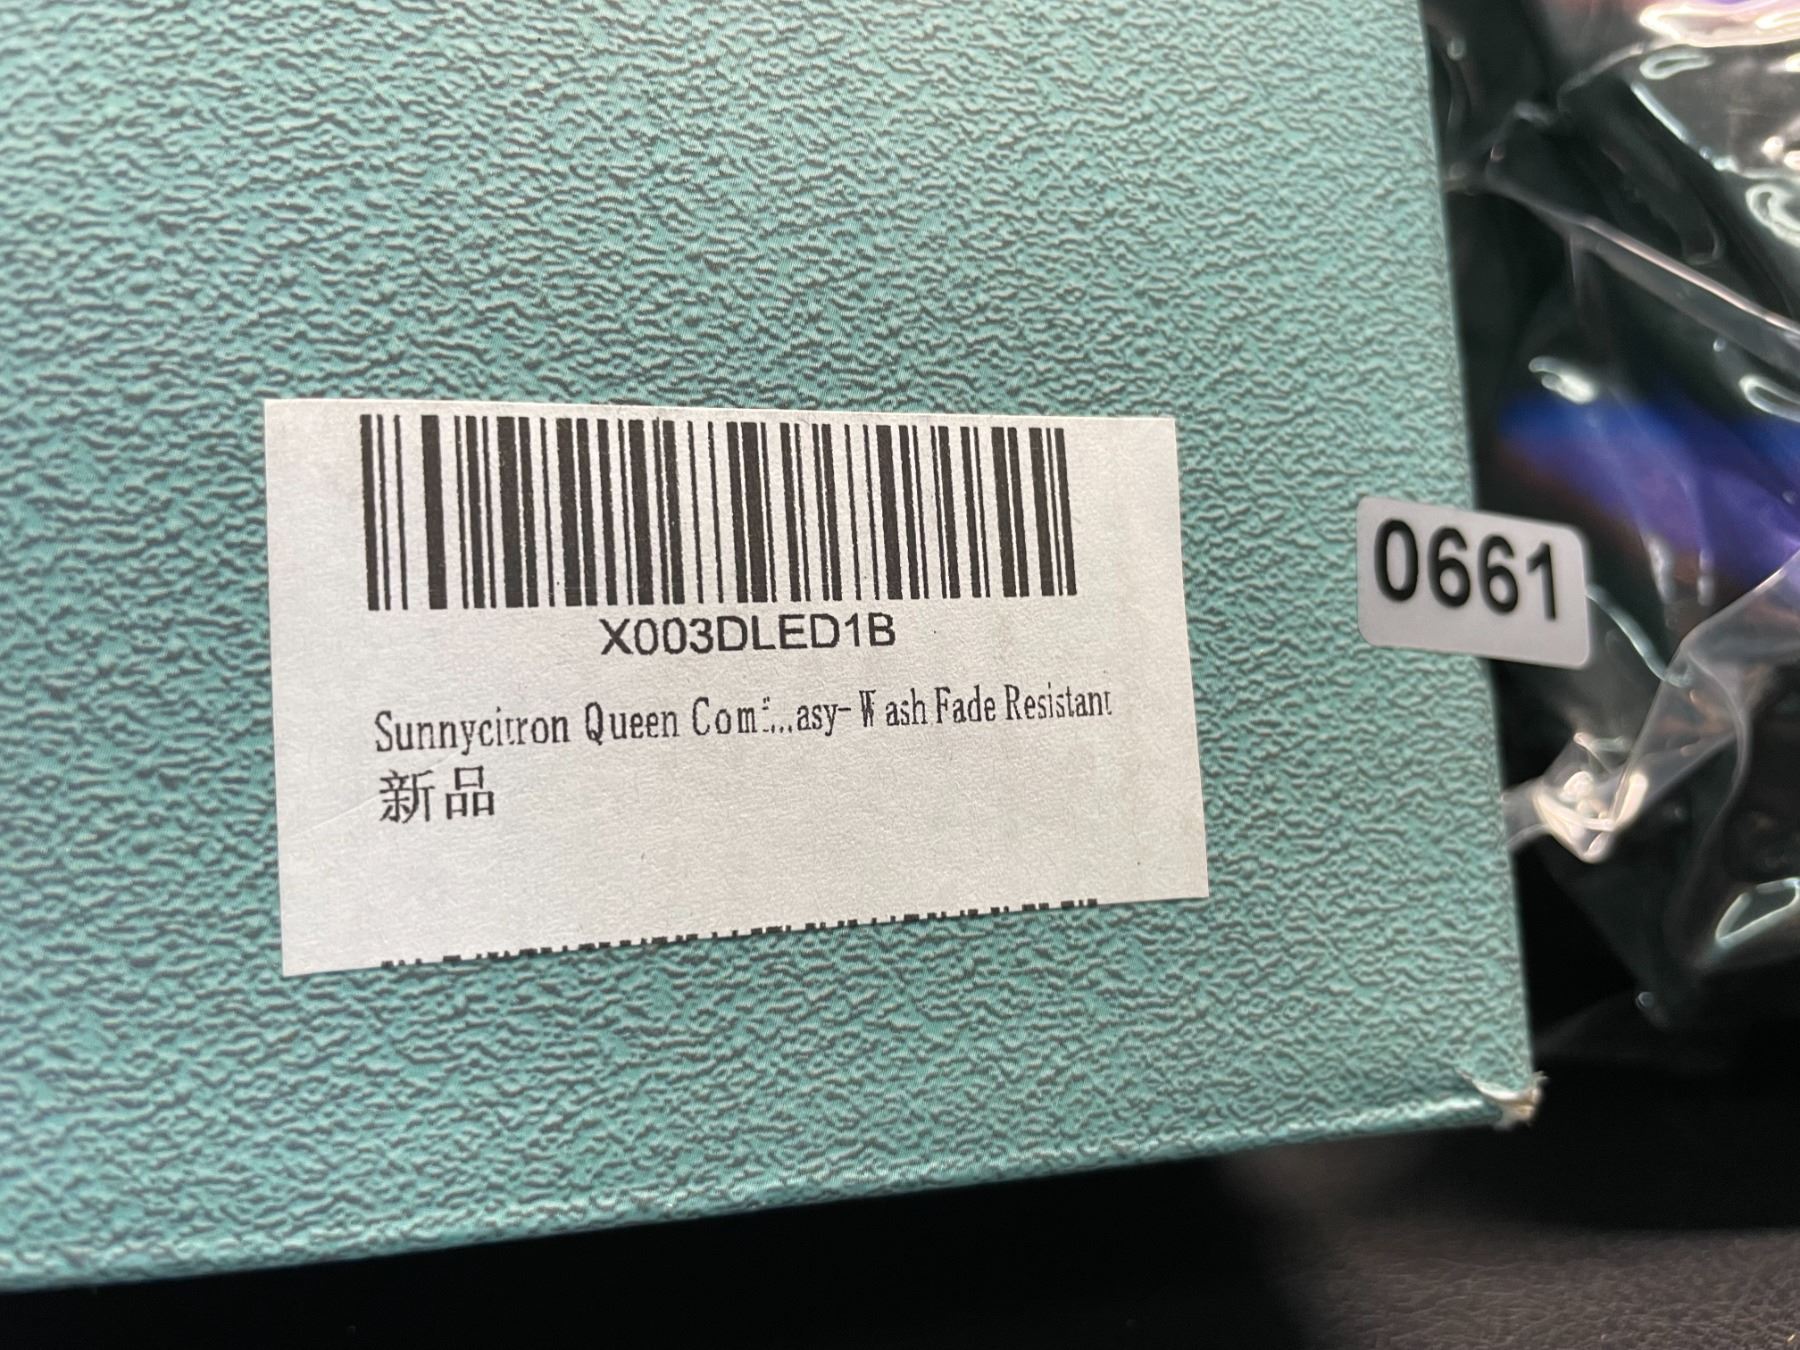 X003DLED1B
Sunnycitron Queen Com...asy-Wash Fade Resistant
新品
0661